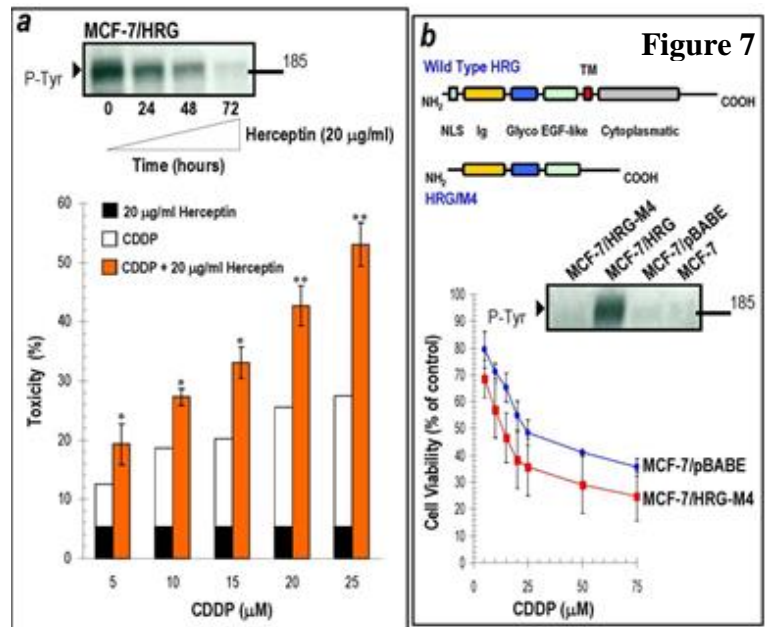 a
MCF-7/HRG
P-Tyr
185
0 24 48 72
Herceptin (20 µg/ml)
Time (hours)
60
50
40
30
20
10
0
Toxicity (%)
20 µg/ml Herceptin
CDDP
CDDP + 20 µg/ml Herceptin
*
*
*
**
**
5 10 15 20 25
CDDP (µM)
b
Figure 7
Wild Type HRG
TM
NH2
COOH
NLS Ig Glyco EGF-like Cytoplasmatic
NH2
COOH
HRG/M4
MCF-7/HRG-M4
MCF-7/HRG
MCF-7/pBABE
MCF-7
P-Tyr
185
100
90
80
70
60
50
40
30
20
10
0
Cell Viability (% of control)
MCF-7/pBABE
MCF-7/HRG-M4
0 25 50 75
CDDP (µM)